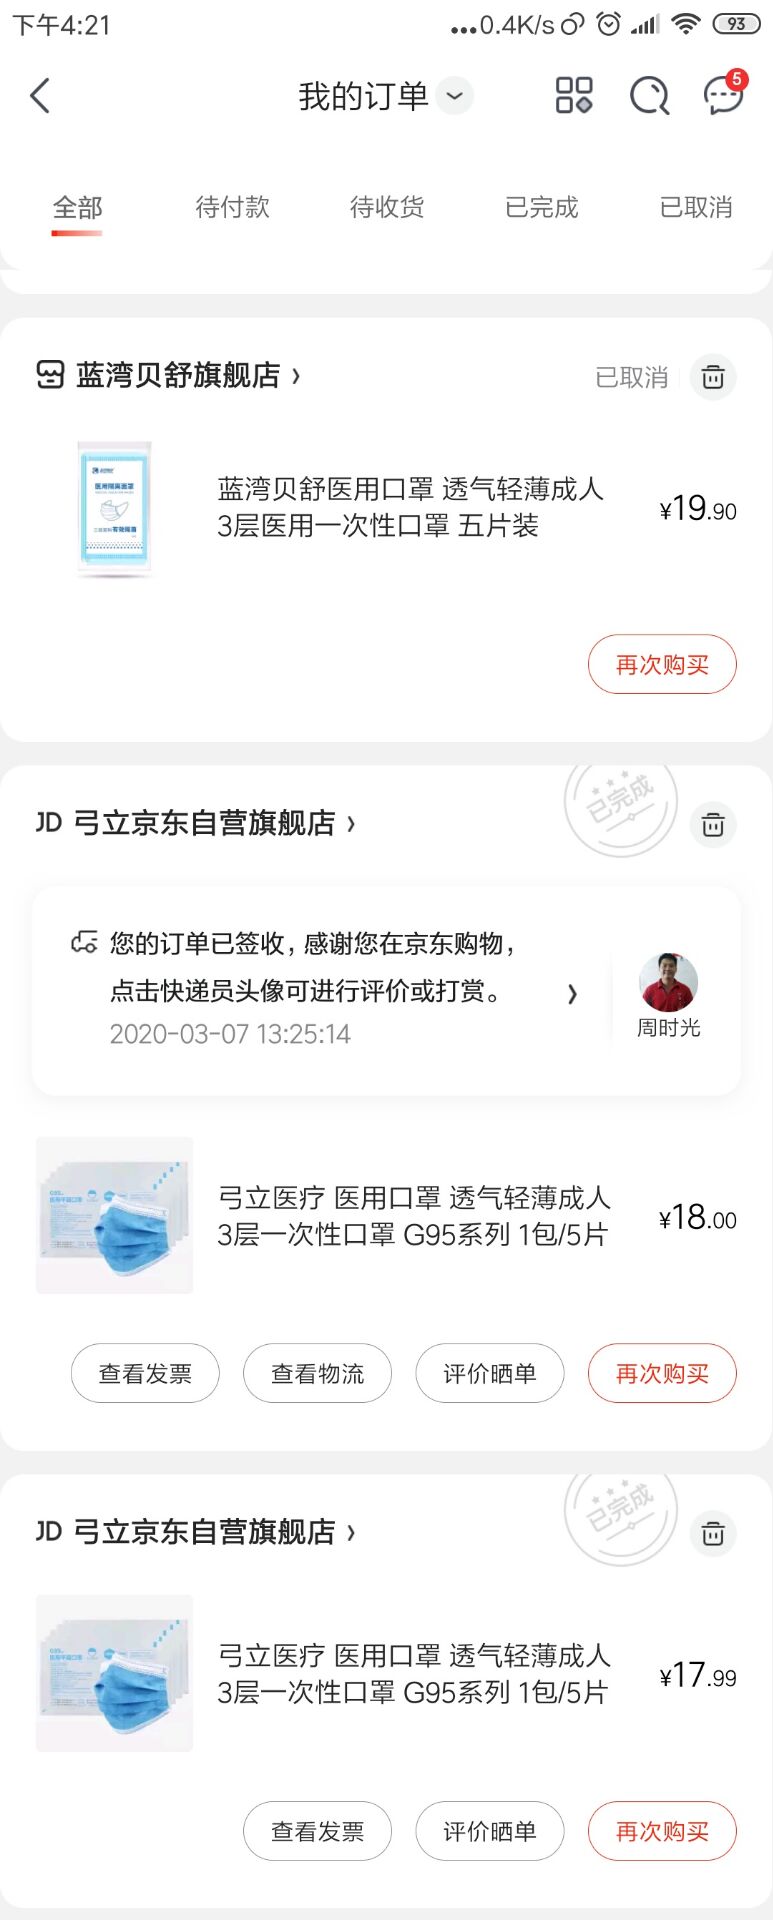 下午4:21
...0.4K/s
93
我的订单
5
全部
待付款
待收货
已完成
已取消
蓝湾贝舒旗舰店 ›
已取消
医用隔离面罩
蓝湾贝舒医用口罩 透气轻薄成人
3层医用一次性口罩 五片装
¥19.90
再次购买
JD 弓立京东自营旗舰店 ›
已完成
您的订单已签收，感谢您在京东购物，
点击快递员头像可进行评价或打赏。
2020-03-07 13:25:14
周时光
弓立医疗 医用口罩 透气轻薄成人
3层一次性口罩 G95系列 1包/5片
¥18.00
查看发票
查看物流
评价晒单
再次购买
JD 弓立京东自营旗舰店 ›
已完成
弓立医疗 医用口罩 透气轻薄成人
3层一次性口罩 G95系列 1包/5片
¥17.99
查看发票
评价晒单
再次购买